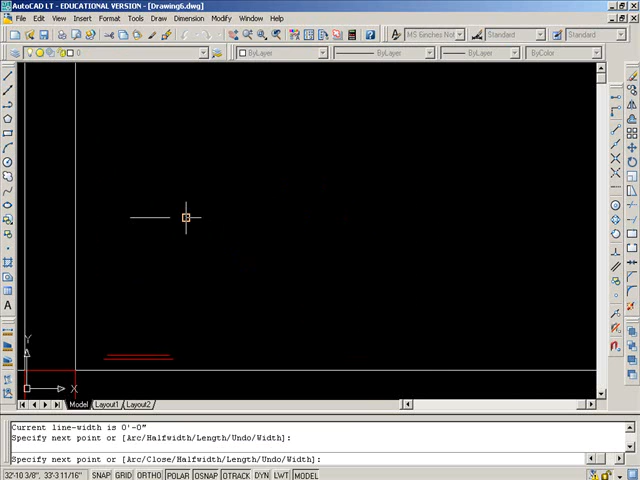 AutoCAD LT - EDUCATIONAL VERSION - [Drawing6.dwg]
File Edit View Insert Format Tools Draw Dimension Modify Window Help
0 ByLayer ByLayer ByLayer ByColor
MS 6inches Not Standard Standard
A
Y
X
Model Layout1 Layout2
Current line-width is 0'-0"
Specify next point or [Arc/Halfwidth/Length/Undo/Width]:
Specify next point or [Arc/Close/Halfwidth/Length/Undo/Width]:
32'-10 3/8", 33'-3 11/16" SNAP GRID ORTHO POLAR OSNAP OTRACK DYN LWT MODEL